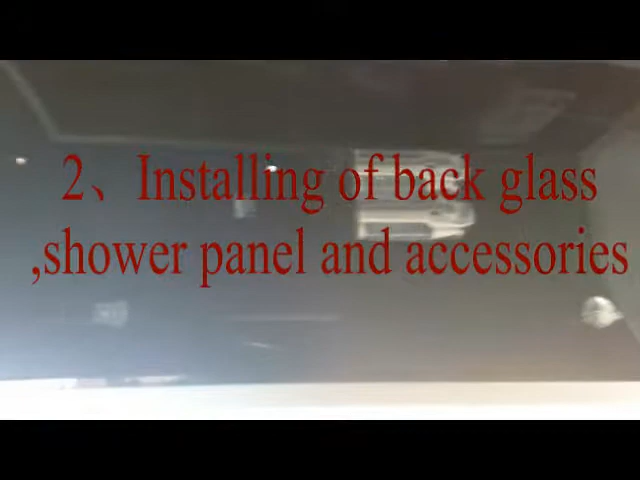 2、Installing of back glass
,shower panel and accessories